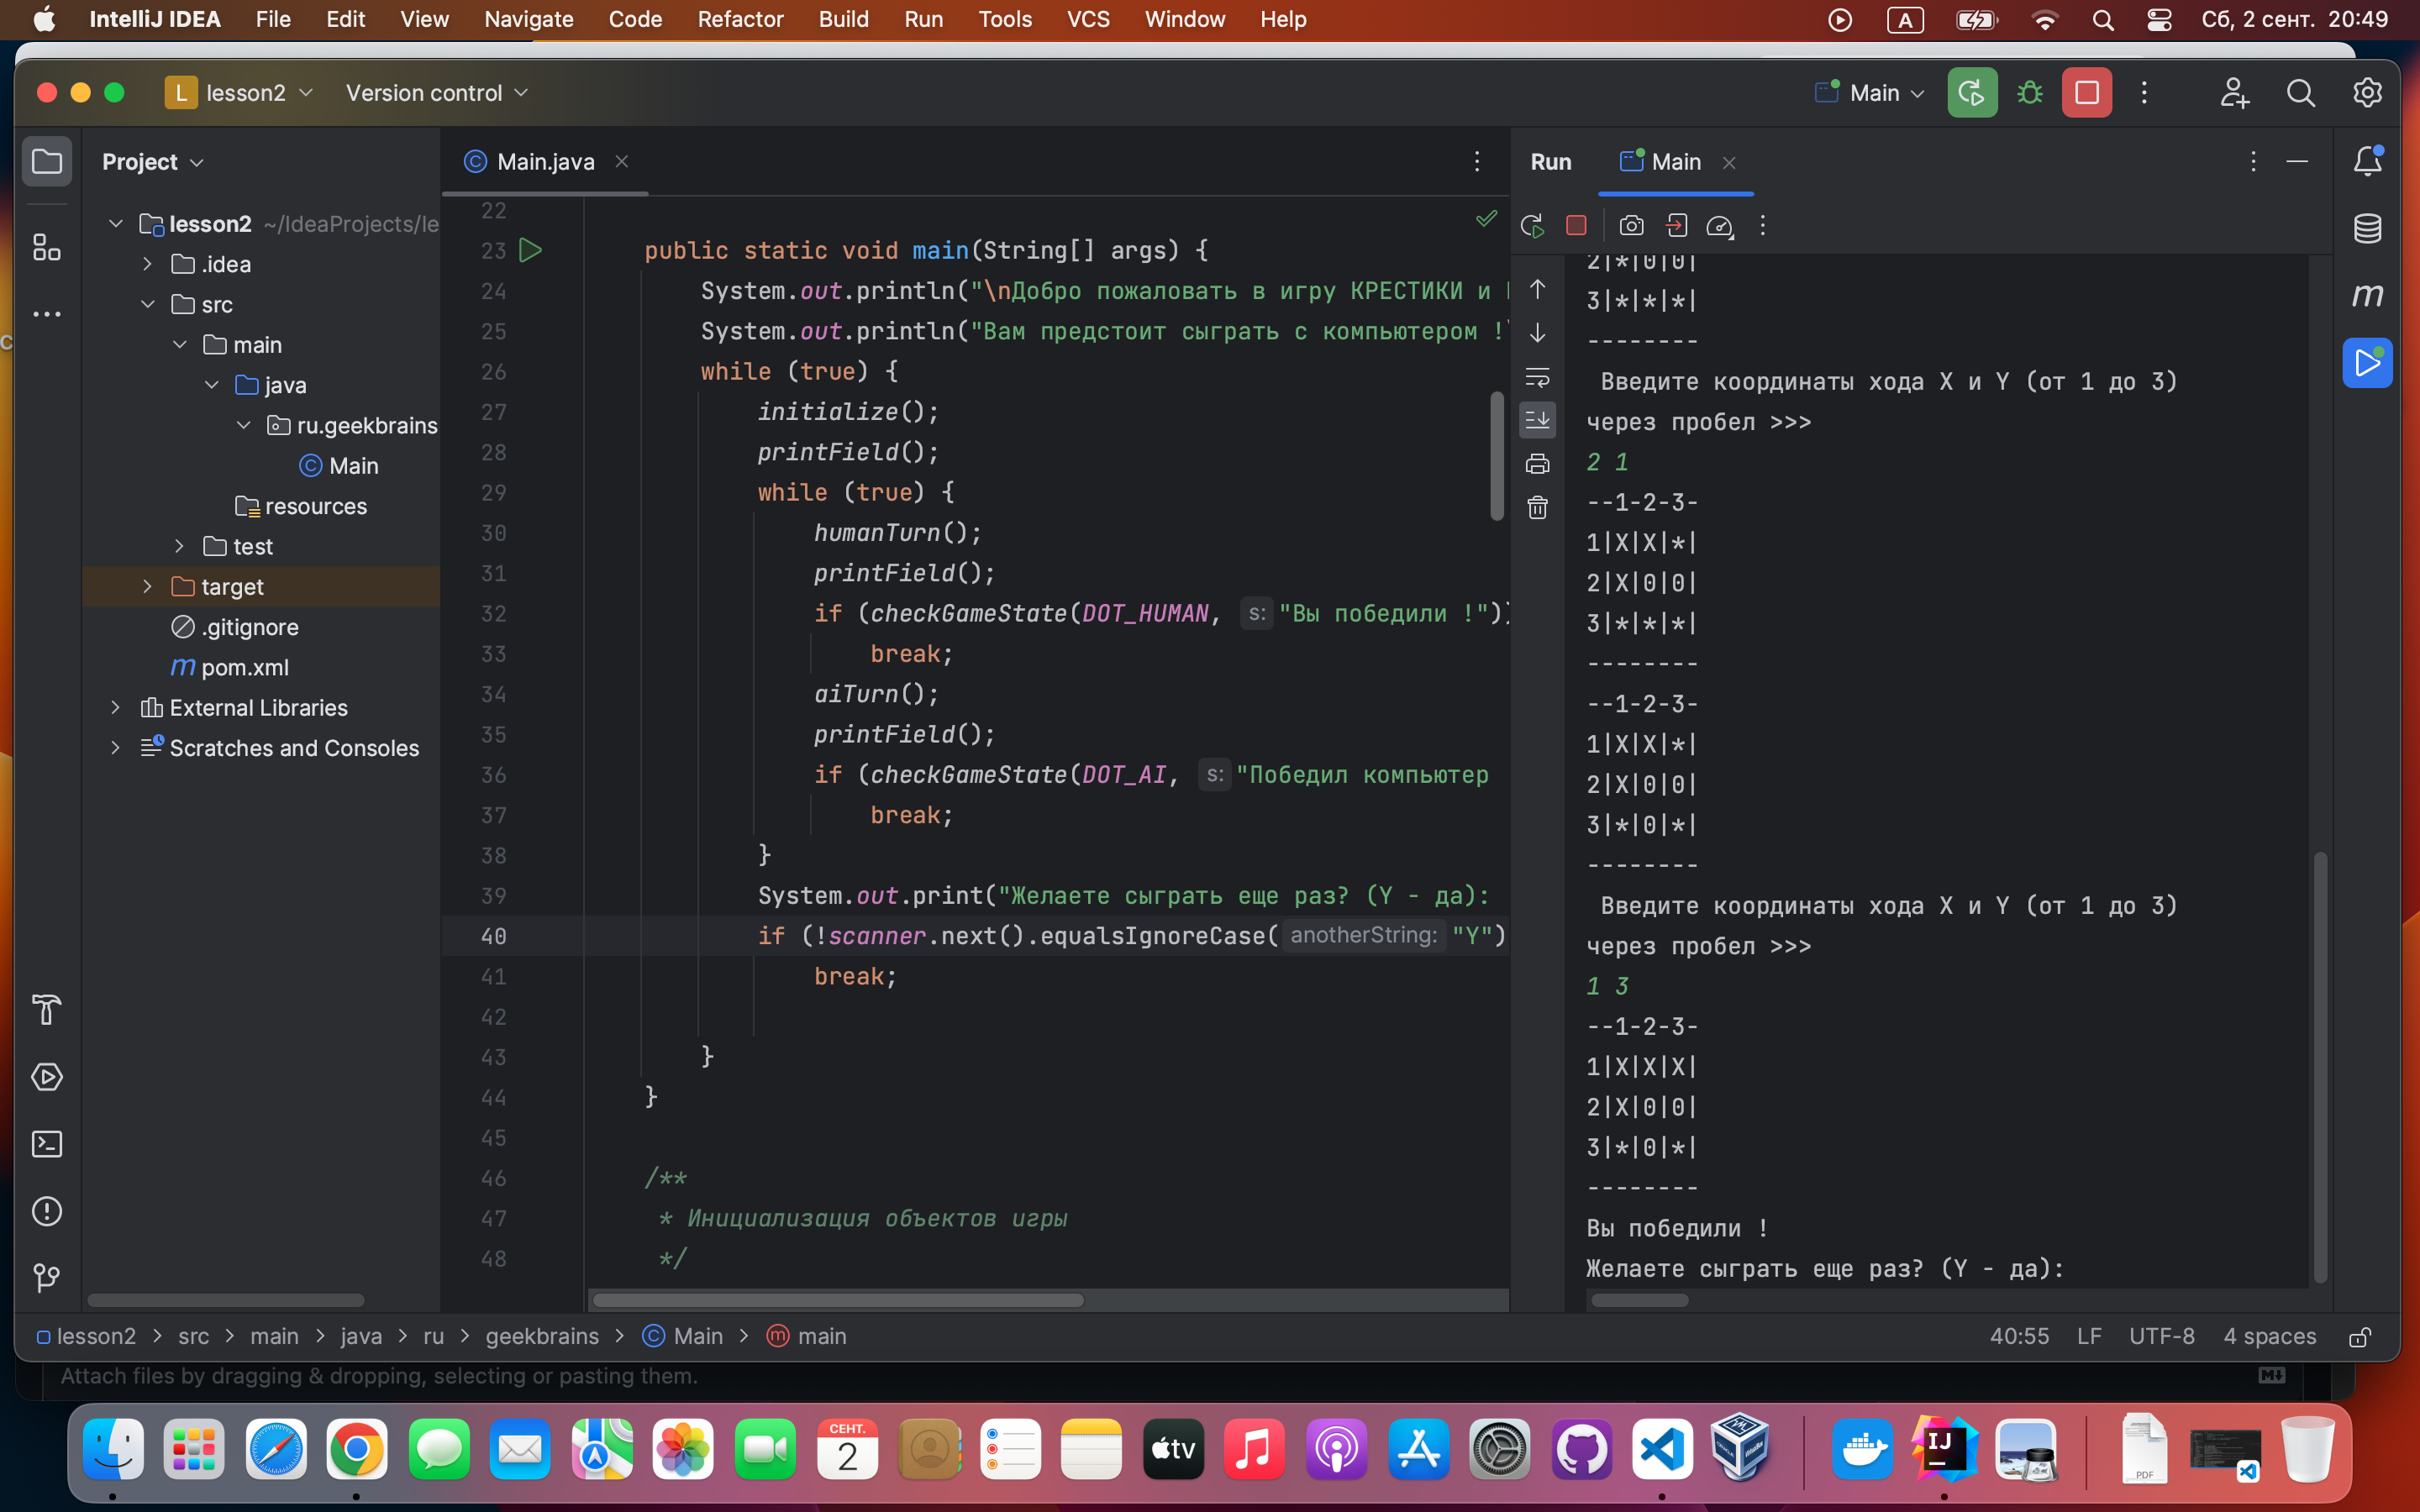 IntelliJ IDEA File Edit View Navigate Code Refactor Build Run Tools VCS Window Help A Сб, 2 сент. 20:49
L lesson2 Version control Main
Project
lesson2 ~/IdeaProjects/le
.idea
src
main
java
ru.geekbrains
Main
resources
test
target
.gitignore
pom.xml
External Libraries
Scratches and Consoles
Main.java
22
23 public static void main(String[] args) {
24 System.out.println("\nДобро пожаловать в игру КРЕСТИКИ и
25 System.out.println("Вам предстоит сыграть с компьютером !\
26 while (true) {
27 initialize();
28 printField();
29 while (true) {
30 humanTurn();
31 printField();
32 if (checkGameState(DOT_HUMAN, s: "Вы победили !"))
33 break;
34 aiTurn();
35 printField();
36 if (checkGameState(DOT_AI, s: "Победил компьютер
37 break;
38 }
39 System.out.print("Желаете сыграть еще раз? (Y - да):
40 if (!scanner.next().equalsIgnoreCase( anotherString: "Y")
41 break;
42
43 }
44 }
45
46 /**
47 * Инициализация объектов игры
48 */
Run Main
2|*|0|0|
3|*|*|*|
--------
Введите координаты хода X и Y (от 1 до 3)
через пробел >>>
2 1
--1-2-3-
1|X|X|*|
2|X|0|0|
3|*|*|*|
--------
--1-2-3-
1|X|X|*|
2|X|0|0|
3|*|0|*|
--------
Введите координаты хода X и Y (от 1 до 3)
через пробел >>>
1 3
--1-2-3-
1|X|X|X|
2|X|0|0|
3|*|0|*|
--------
Вы победили !
Желаете сыграть еще раз? (Y - да):
lesson2 > src > main > java > ru > geekbrains > Main > main 40:55 LF UTF-8 4 spaces
Attach files by dragging & dropping, selecting or pasting them.
СЕНТ.
2
tv
IJ
PDF